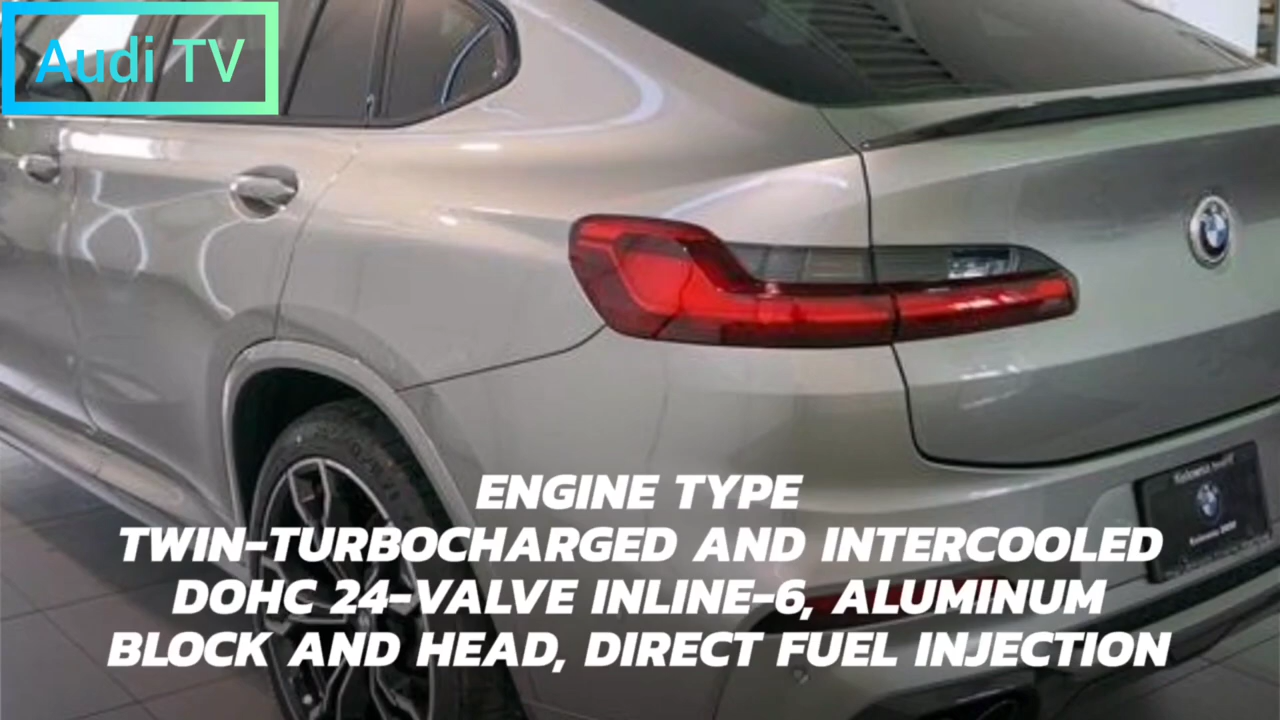 Audi TV
ENGINE TYPE
TWIN-TURBOCHARGED AND INTERCOOLED
DOHC 24-VALVE INLINE-6, ALUMINUM
BLOCK AND HEAD, DIRECT FUEL INJECTION